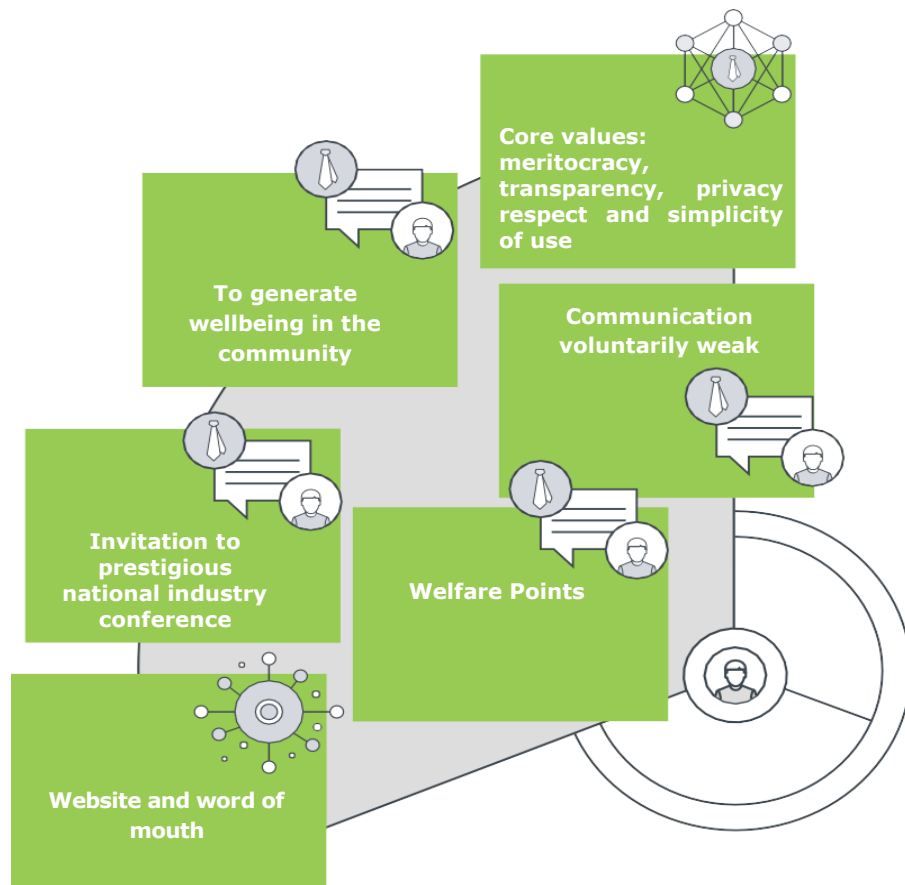 Core values:
meritocracy,
transparency, privacy
respect and simplicity
of use
To generate
wellbeing in the
community
Communication
voluntarily weak
Invitation to
prestigious
national industry
conference
Welfare Points
Website and word of
mouth